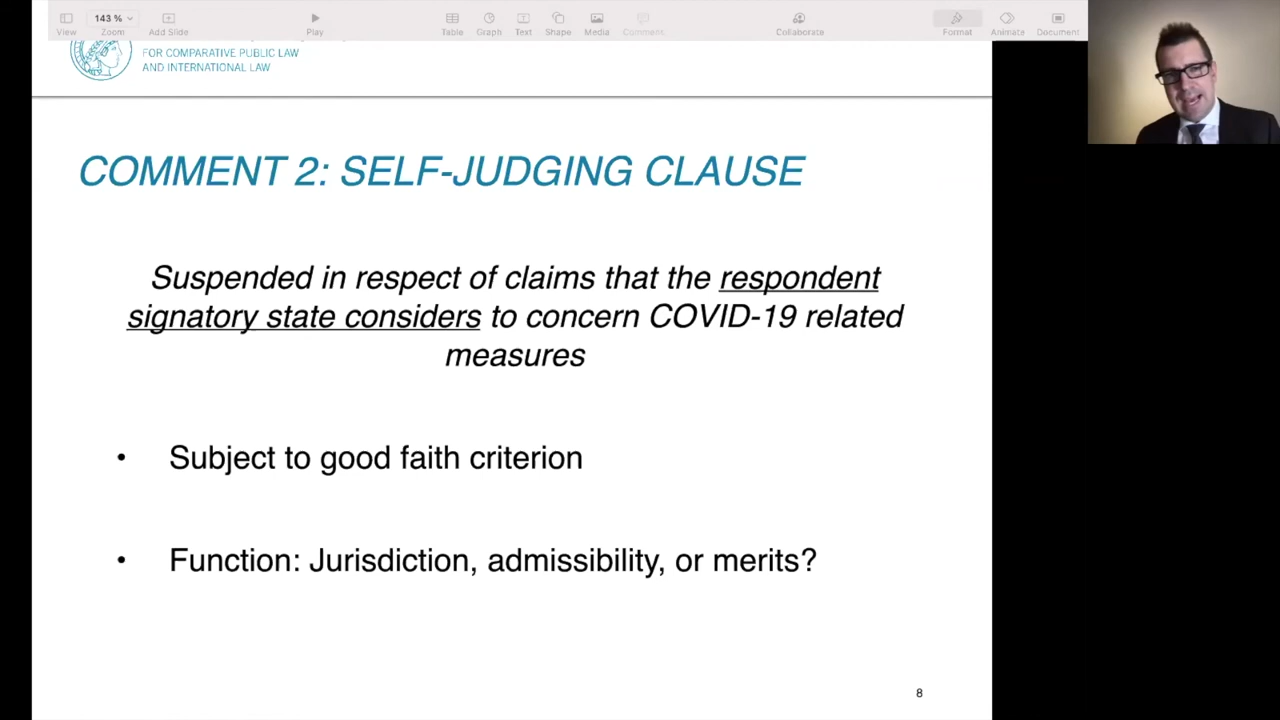 143 %
View
Zoom
Add Slide
Play
Table
Graph
Text
Shape
Media
Comment
Collaborate
Format
Animate
Document
FOR COMPARATIVE PUBLIC LAW
AND INTERNATIONAL LAW
COMMENT 2: SELF-JUDGING CLAUSE
Suspended in respect of claims that the respondent
signatory state considers to concern COVID-19 related
measures
• Subject to good faith criterion
• Function: Jurisdiction, admissibility, or merits?
8